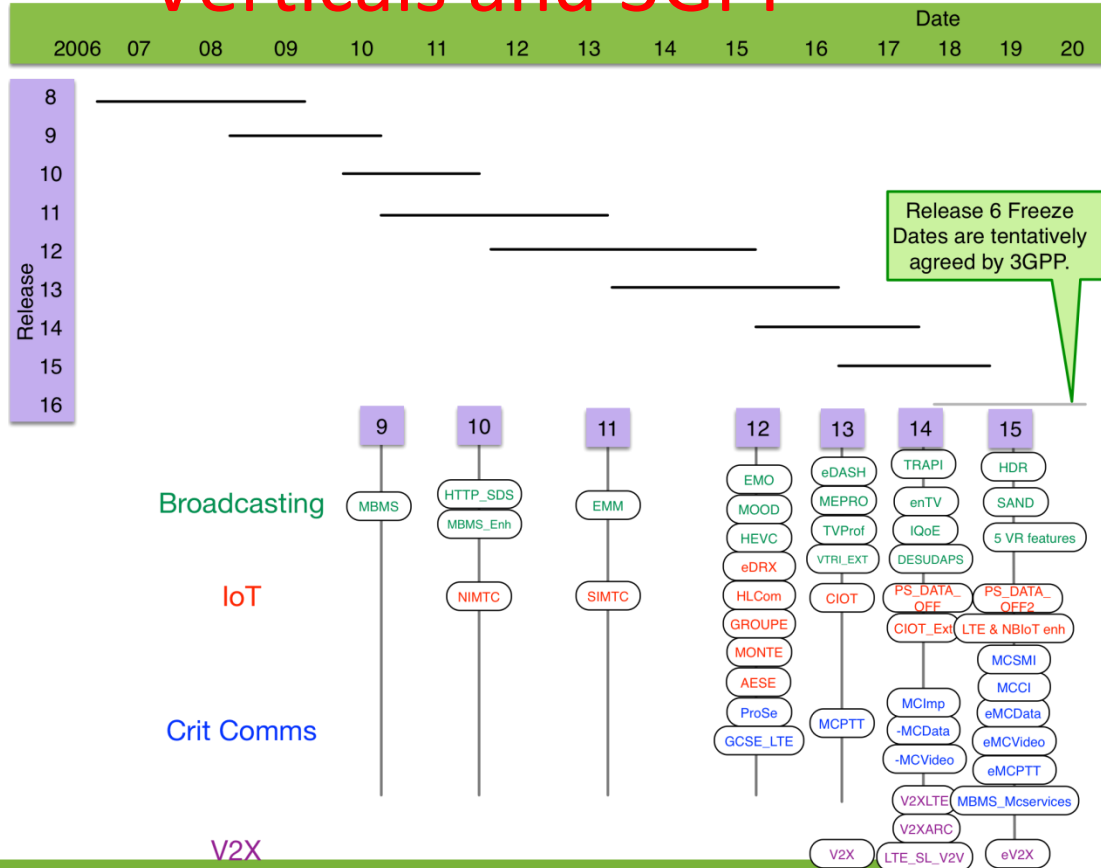 Verticals and 3GPP
Date
2006 07 08 09 10 11 12 13 14 15 16 17 18 19 20
Release
8
9
10
11
12
13
14
15
16
Release 6 Freeze
Dates are tentatively
agreed by 3GPP.
9 10 11 12 13 14 15
Broadcasting
MBMS
HTTP_SDS
MBMS_Enh
EMM
EMO
MOOD
HEVC
eDASH
MEPRO
TVProf
VTRI_EXT
TRAPI
enTV
IQoE
DESUDAPS
HDR
SAND
5 VR features
IoT
NIMTC
SIMTC
eDRX
HLCom
GROUPE
MONTE
AESE
CIOT
PS_DATA_
OFF
CIOT_Ext
PS_DATA_
OFF2
LTE & NBIoT enh
Crit Comms
ProSe
GCSE_LTE
MCPTT
MCImp
-MCData
-MCVideo
MCSMI
MCCI
eMCData
eMCVideo
eMCPTT
MBMS_Mcservices
V2X
V2X
V2XLTE
V2XARC
LTE_SL_V2V
eV2X